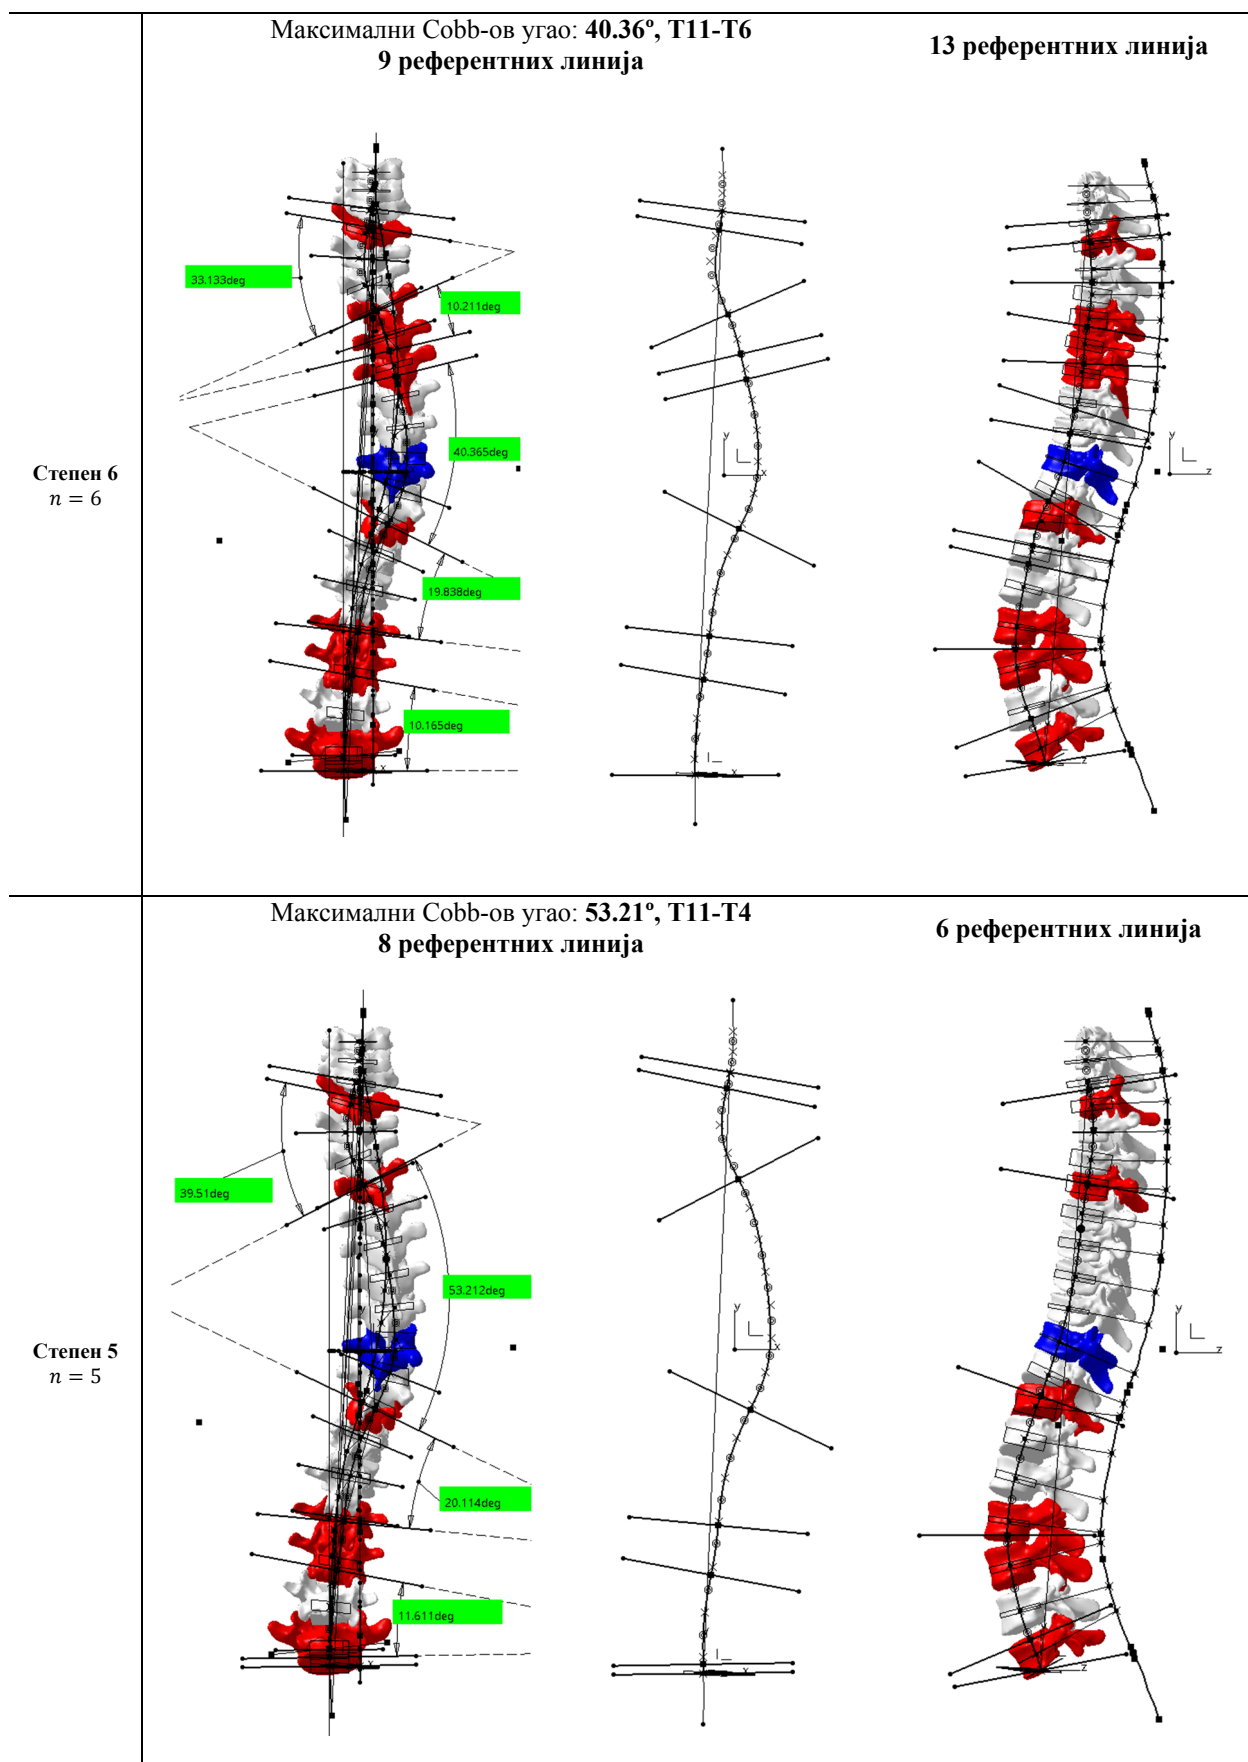 Максимални Cobb-ов угао: 40.36º, T11-T6
9 референтних линија
13 референтних линија
Степен 6
n = 6
33.133deg
10.211deg
40.365deg
19.838deg
10.165deg
x
y
x
x
y
z
z
Максимални Cobb-ов угао: 53.21º, T11-T4
8 референтних линија
6 референтних линија
Степен 5
n = 5
39.51deg
53.212deg
20.114deg
11.611deg
y
x
y
x
x
y
z
z